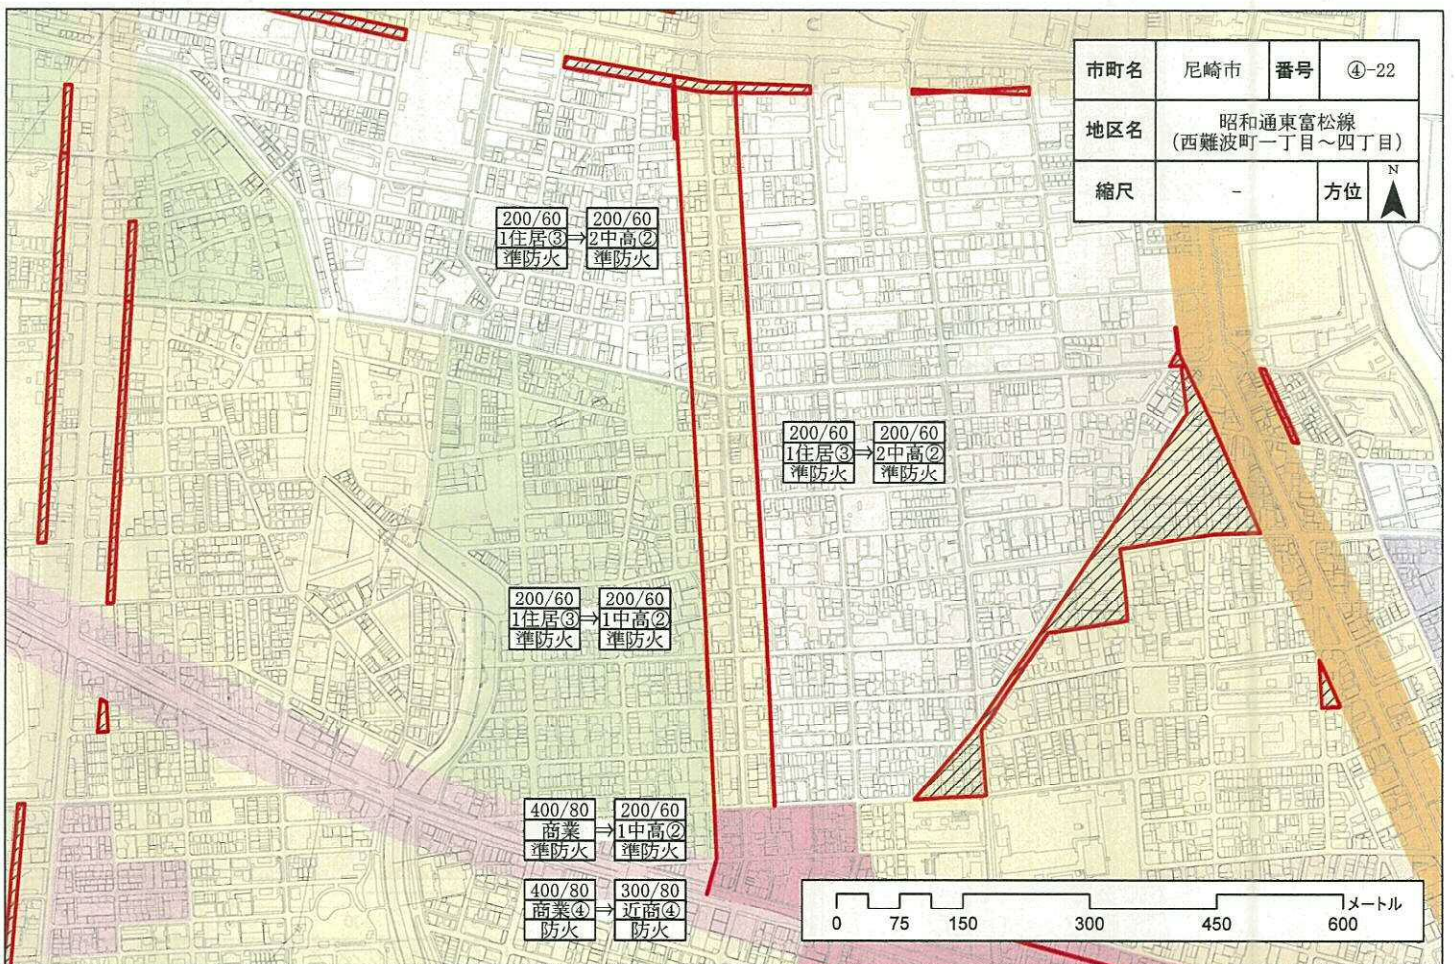 市町名 尼崎市 番号 ④-22
地区名 昭和通東富松線
(西難波町一丁目～四丁目)
縮尺 - 方位 N
200/60 200/60
1住居③→2中高②
準防火 準防火
200/60 200/60
1住居③→2中高②
準防火 準防火
200/60 200/60
1住居③→1中高②
準防火 準防火
400/80 200/60
商業→1中高②
準防火 準防火
400/80 300/80
商業④→近商④
防火 防火
メートル
0 75 150 300 450 600